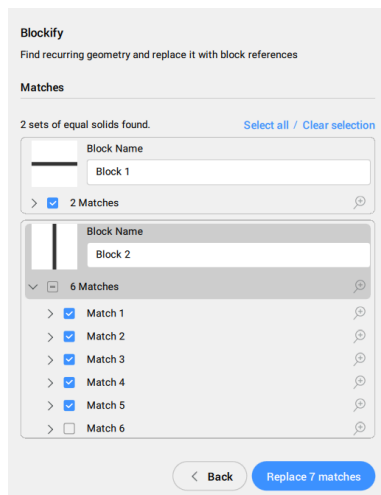 Blockify
Find recurring geometry and replace it with block references
Matches
2 sets of equal solids found. Select all / Clear selection
Block Name
Block 1
2 Matches
Block Name
Block 2
6 Matches
Match 1
Match 2
Match 3
Match 4
Match 5
Match 6
Back Replace 7 matches